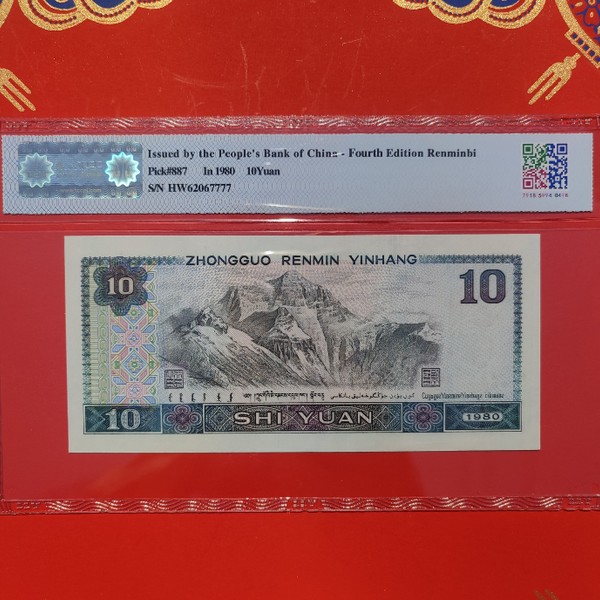 Issued by the People's Bank of China - Fourth Edition Renminbi
Pick#887 In 1980 10Yuan
S/N HW62067777
ZHONGGUO RENMIN YINHANG
10
10
10
SHI YUAN
1980